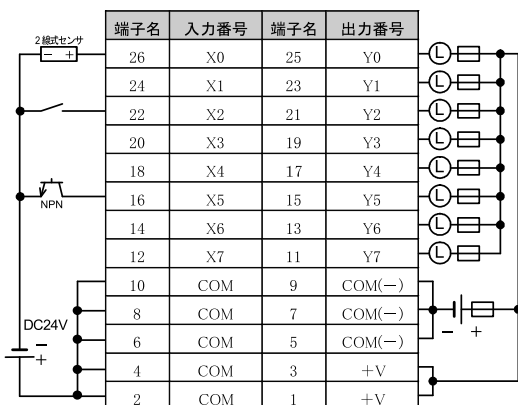 端子名 入力番号 端子名 出力番号
2線式センサ
− +
26 X0 25 Y0 L
24 X1 23 Y1 L
22 X2 21 Y2 L
20 X3 19 Y3 L
18 X4 17 Y4 L
NPN
16 X5 15 Y5 L
14 X6 13 Y6 L
12 X7 11 Y7 L
10 COM 9 COM(−)
8 COM 7 COM(−)
DC24V
− +
6 COM 5 COM(−)
−
+
4 COM 3 +V
2 COM 1 +V